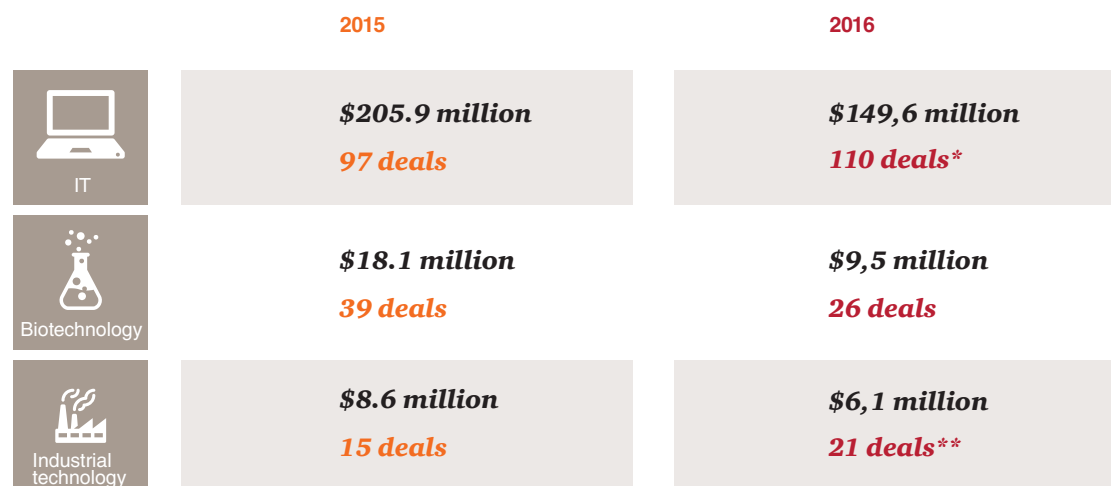 2015 2016
IT
$205.9 million $149,6 million
97 deals 110 deals*
Biotechnology
$18.1 million $9,5 million
39 deals 26 deals
Industrial
technology
$8.6 million $6,1 million
15 deals 21 deals**